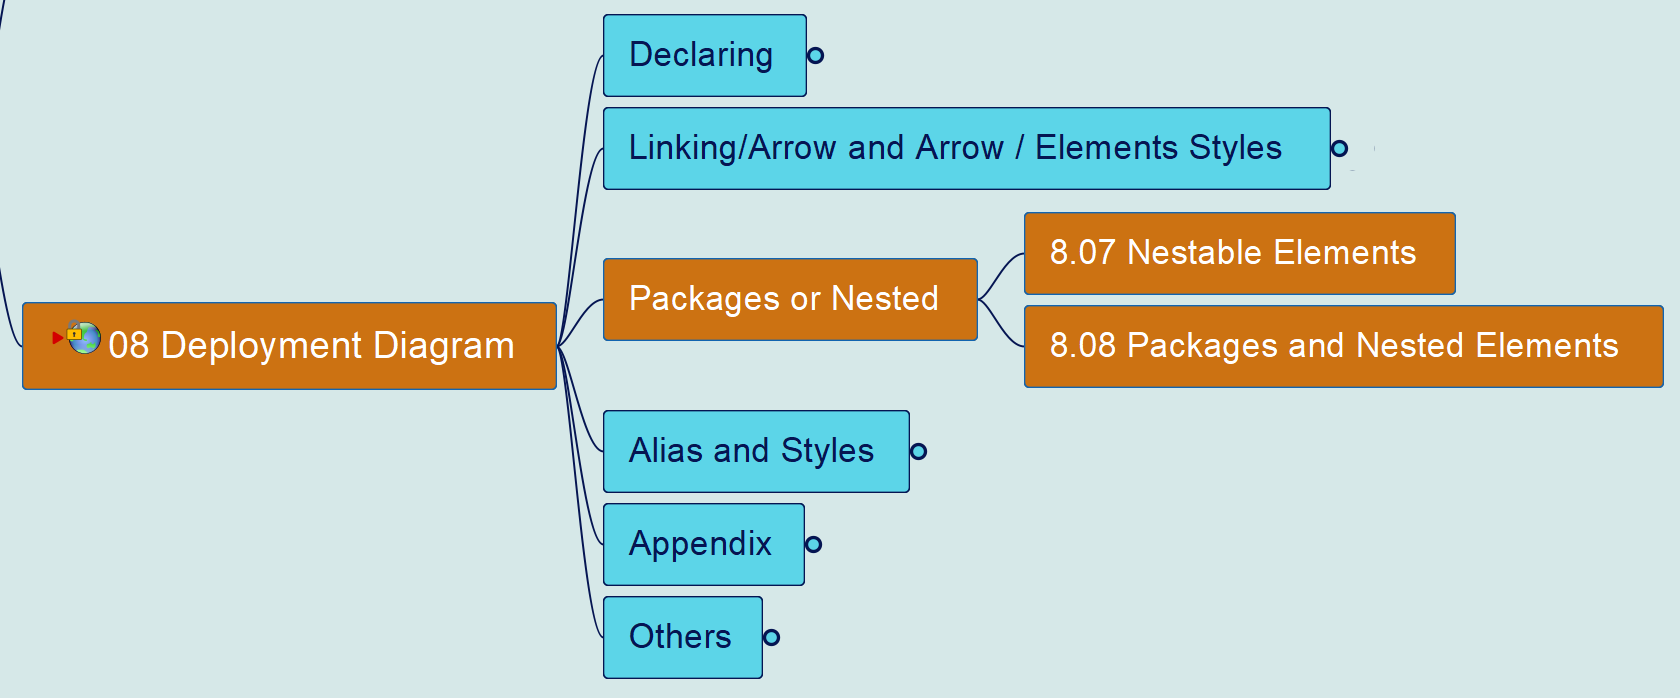 Declaring
Linking/Arrow and Arrow / Elements Styles
8.07 Nestable Elements
Packages or Nested
08 Deployment Diagram
8.08 Packages and Nested Elements
Alias and Styles
Appendix
Others